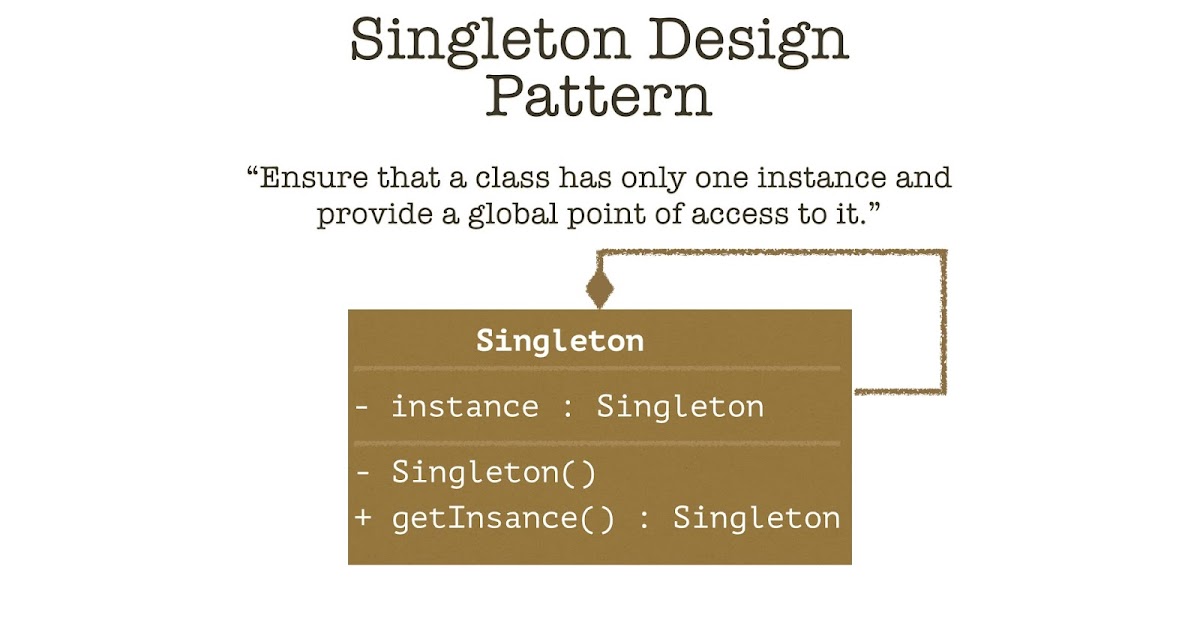 Singleton Design
Pattern
“Ensure that a class has only one instance and
provide a global point of access to it.”
Singleton
- instance : Singleton
- Singleton()
+ getInsance() : Singleton